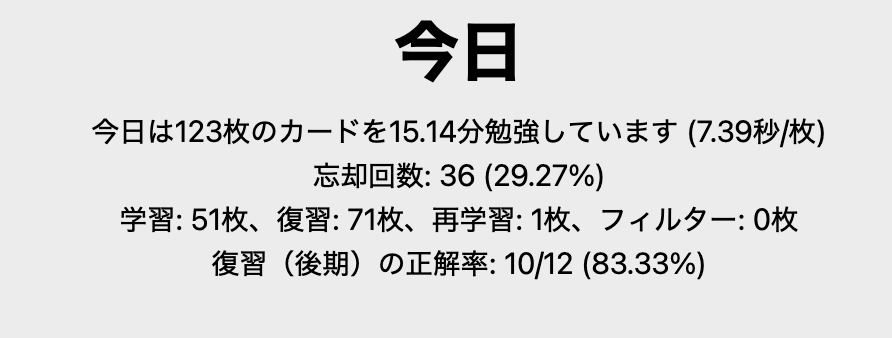 今日
今日は123枚のカードを15.14分勉強しています (7.39秒/枚)
忘却回数: 36 (29.27%)
学習: 51枚、復習: 71枚、再学習: 1枚、フィルター: 0枚
復習（後期）の正解率: 10/12 (83.33%)